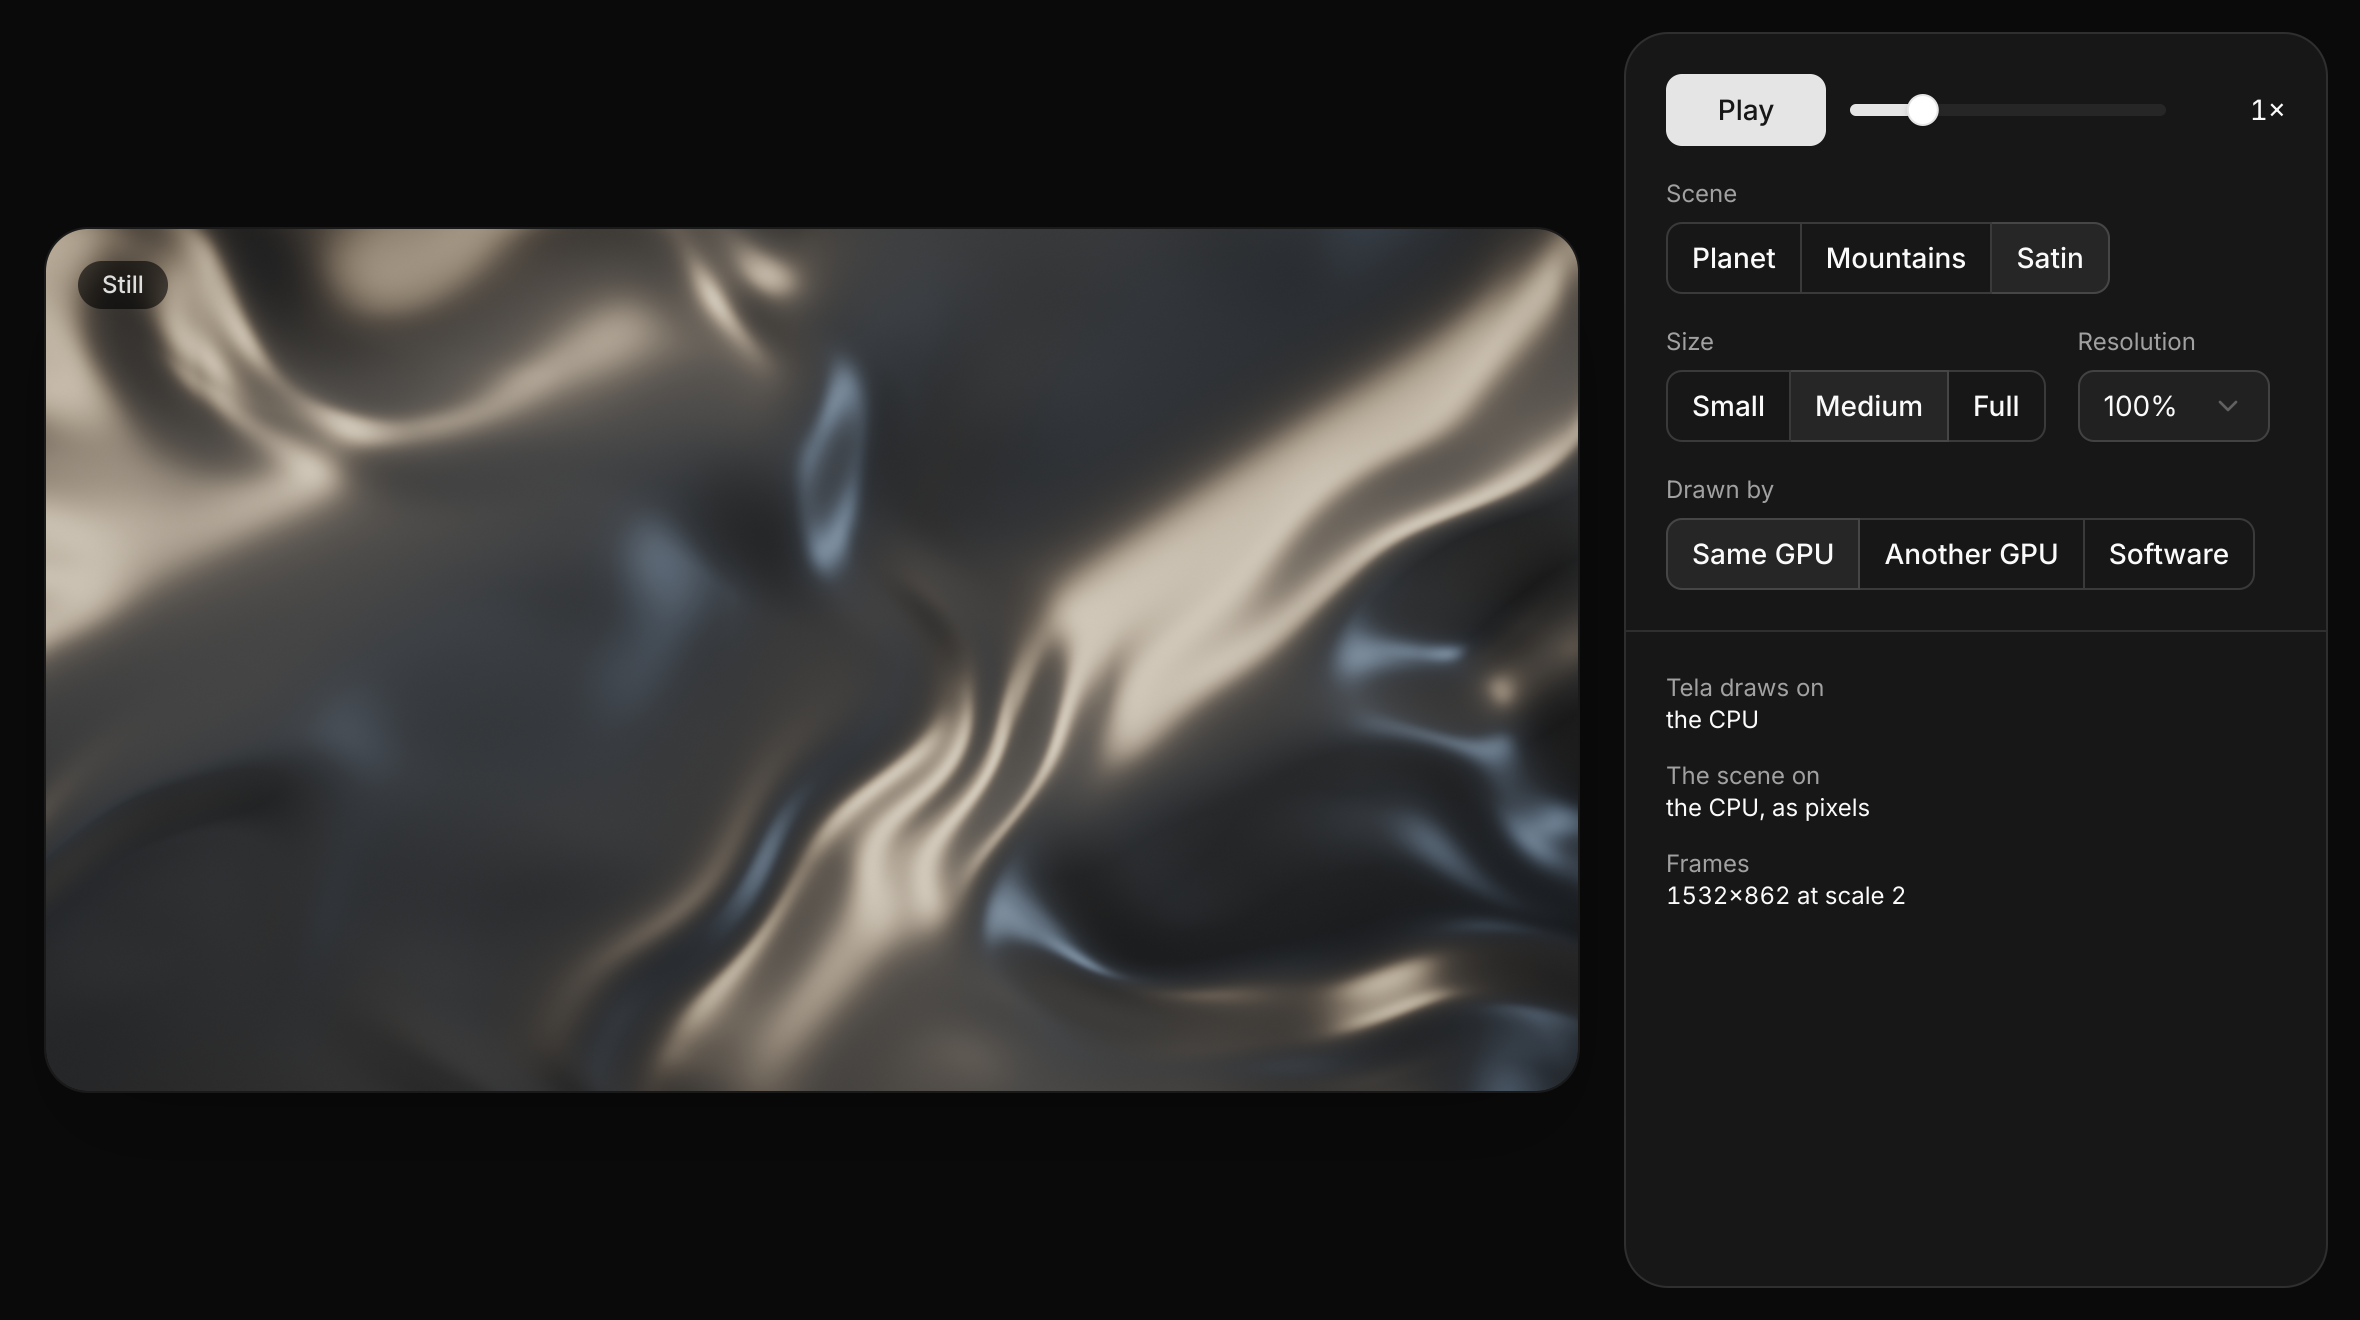 Still
Play
1×
Scene
Planet
Mountains
Satin
Size
Resolution
Small
Medium
Full
100%
Drawn by
Same GPU
Another GPU
Software
Tela draws on
the CPU
The scene on
the CPU, as pixels
Frames
1532×862 at scale 2